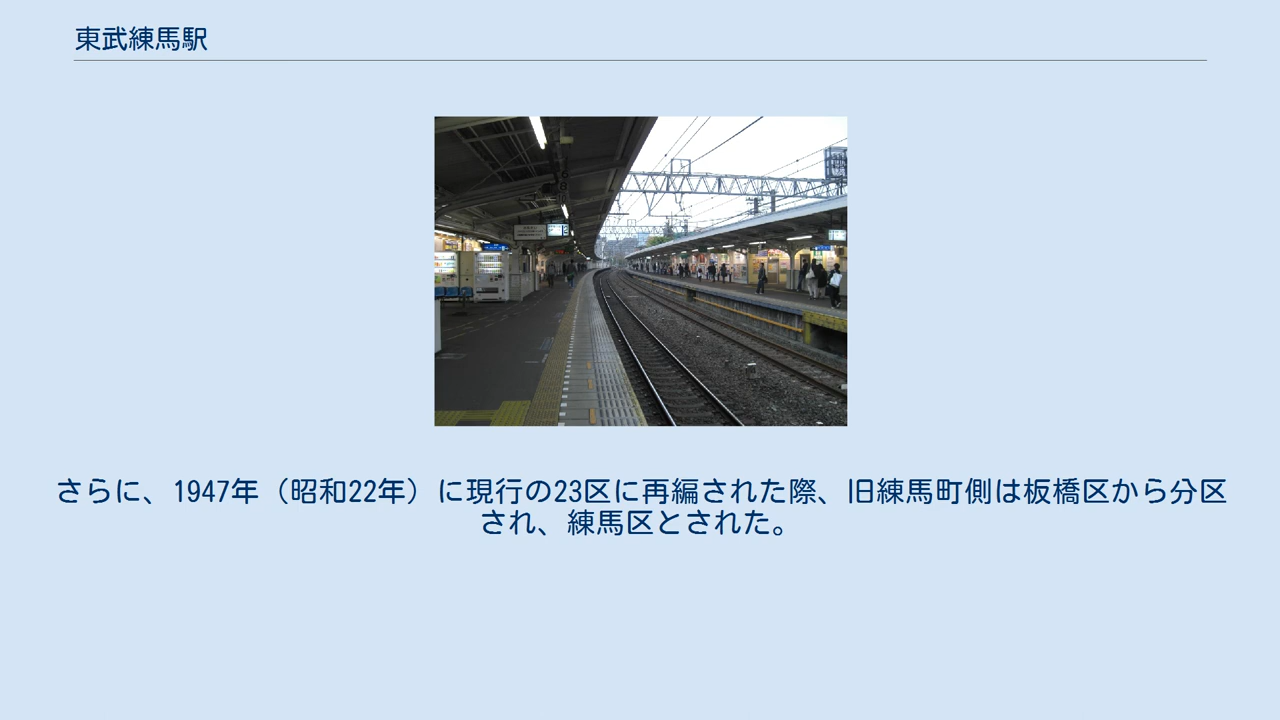 東武練馬駅
さらに、1947年（昭和22年）に現行の23区に再編された際、旧練馬町側は板橋区から分区
され、練馬区とされた。